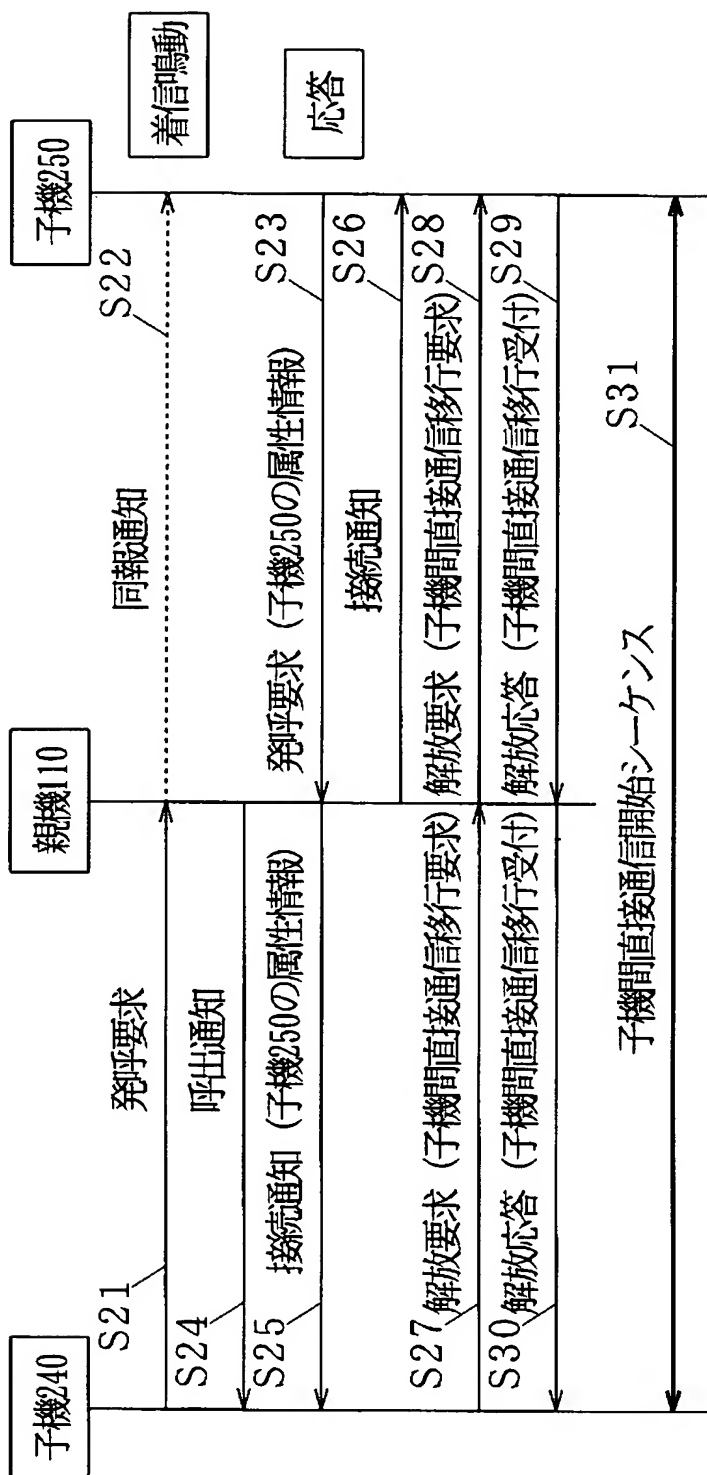 子機240
親機110
子機250
S21
発呼要求
同報通知
S22
着信鳴動
S24
呼出通知
S25
接続通知 (子機250の属性情報)
発呼要求 (子機250の属性情報)
S23
応答
接続通知
S26
S27
解放要求 (子機間直接通信移行要求)
解放要求 (子機間直接通信移行要求)
S28
S30
解放応答 (子機間直接通信移行受付)
解放応答 (子機間直接通信移行受付)
S29
子機間直接通信開始シーケンス
S31